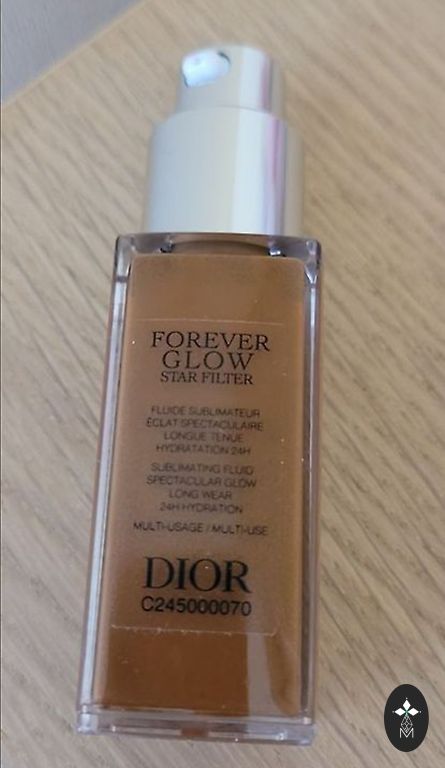 FOREVER
GLOW
STAR FILTER
FLUIDE SUBLIMATEUR
ÉCLAT SPECTACULAIRE
LONGUE TENUE
HYDRATATION 24H
SUBLIMATING FLUID
SPECTACULAR GLOW
LONG WEAR
24H HYDRATION
MULTI-USAGE / MULTI-USE
DIOR
C245000070
M